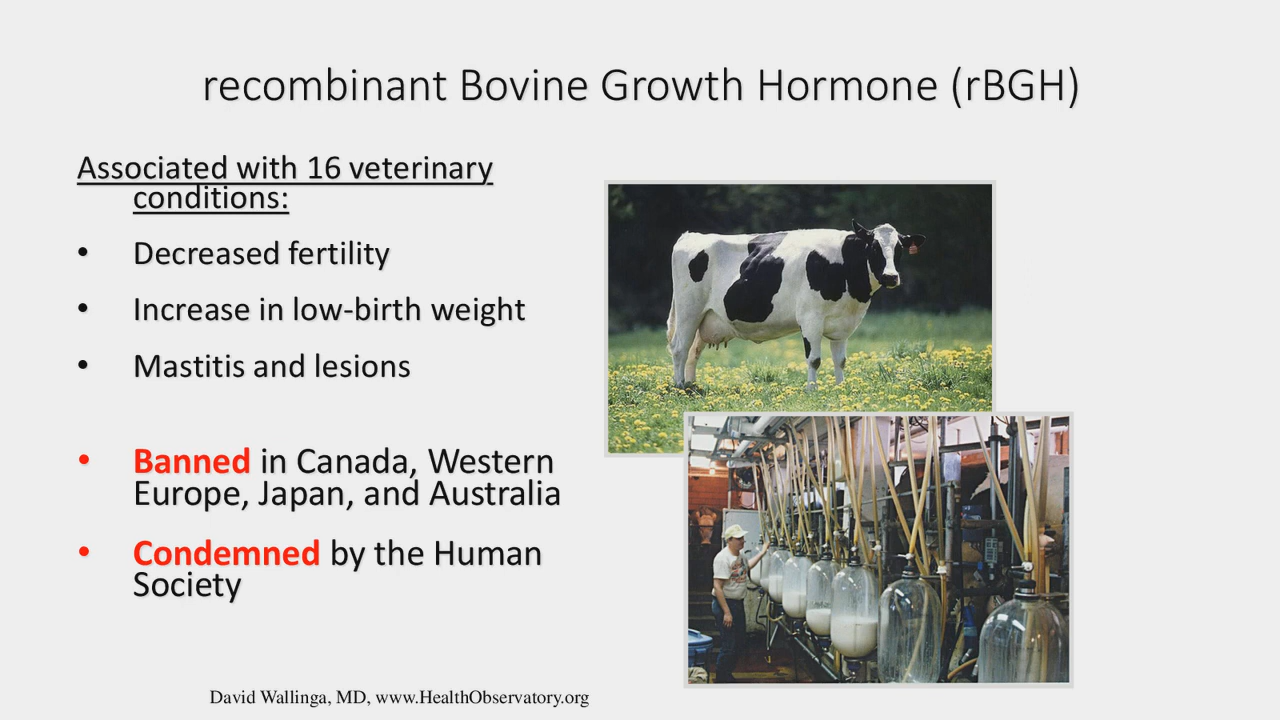 recombinant Bovine Growth Hormone (rBGH)
Associated with 16 veterinary
conditions:
• Decreased fertility
• Increase in low-birth weight
• Mastitis and lesions
• Banned in Canada, Western
Europe, Japan, and Australia
• Condemned by the Human
Society
David Wallinga, MD, www.HealthObservatory.org